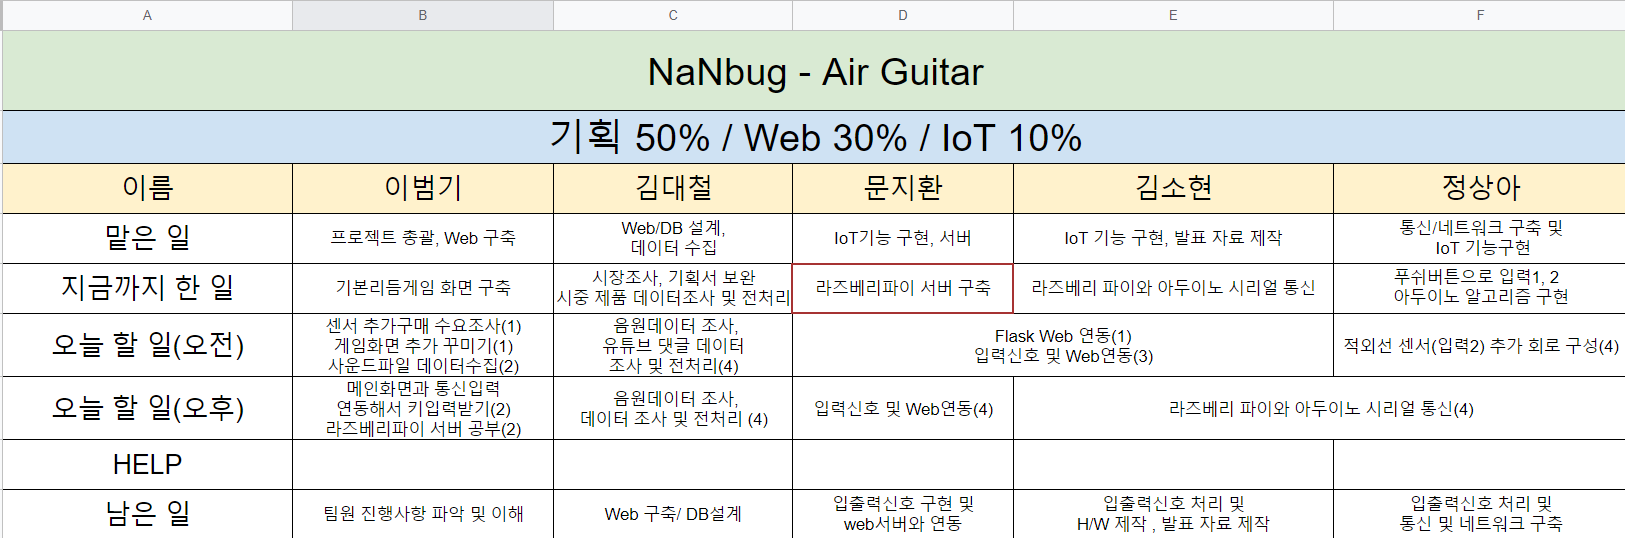 A B C D E F
NaNbug - Air Guitar
기획 50% / Web 30% / IoT 10%
이름 이범기 김대철 문지환 김소현 정상아
맡은 일
프로젝트 총괄, Web 구축
Web/DB 설계,
데이터 수집
IoT기능 구현, 서버
IoT 기능 구현, 발표 자료 제작
통신/네트워크 구축 및
IoT 기능구현
지금까지 한 일
기본리듬게임 화면 구축
시장조사, 기획서 보완
시중 제품 데이터조사 및 전처리
라즈베리파이 서버 구축
라즈베리 파이와 아두이노 시리얼 통신
푸쉬버튼으로 입력1, 2
아두이노 알고리즘 구현
오늘 할 일(오전)
센서 추가구매 수요조사(1)
게임화면 추가 꾸미기(1)
사운드파일 데이터수집(2)
음원데이터 조사,
유튜브 댓글 데이터
조사 및 전처리(4)
Flask Web 연동(1)
입력신호 및 Web연동(3)
적외선 센서(입력2) 추가 회로 구성(4)
오늘 할 일(오후)
메인화면과 통신입력
연동해서 키입력받기(2)
라즈베리파이 서버 공부(2)
음원데이터 조사,
데이터 조사 및 전처리 (4)
입력신호 및 Web연동(4)
라즈베리 파이와 아두이노 시리얼 통신(4)
HELP
남은 일
팀원 진행사항 파악 및 이해
Web 구축/ DB설계
입출력신호 구현 및
web서버와 연동
입출력신호 처리 및
H/W 제작 , 발표 자료 제작
입출력신호 처리 및
통신 및 네트워크 구축